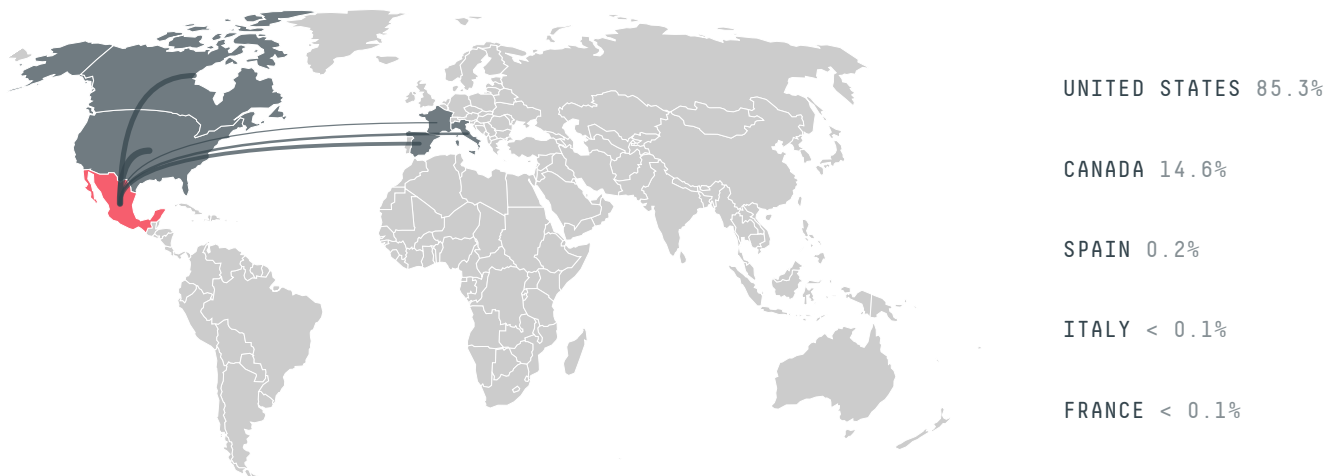 UNITED STATES 85.3%
CANADA 14.6%
SPAIN 0.2%
ITALY < 0.1%
FRANCE < 0.1%